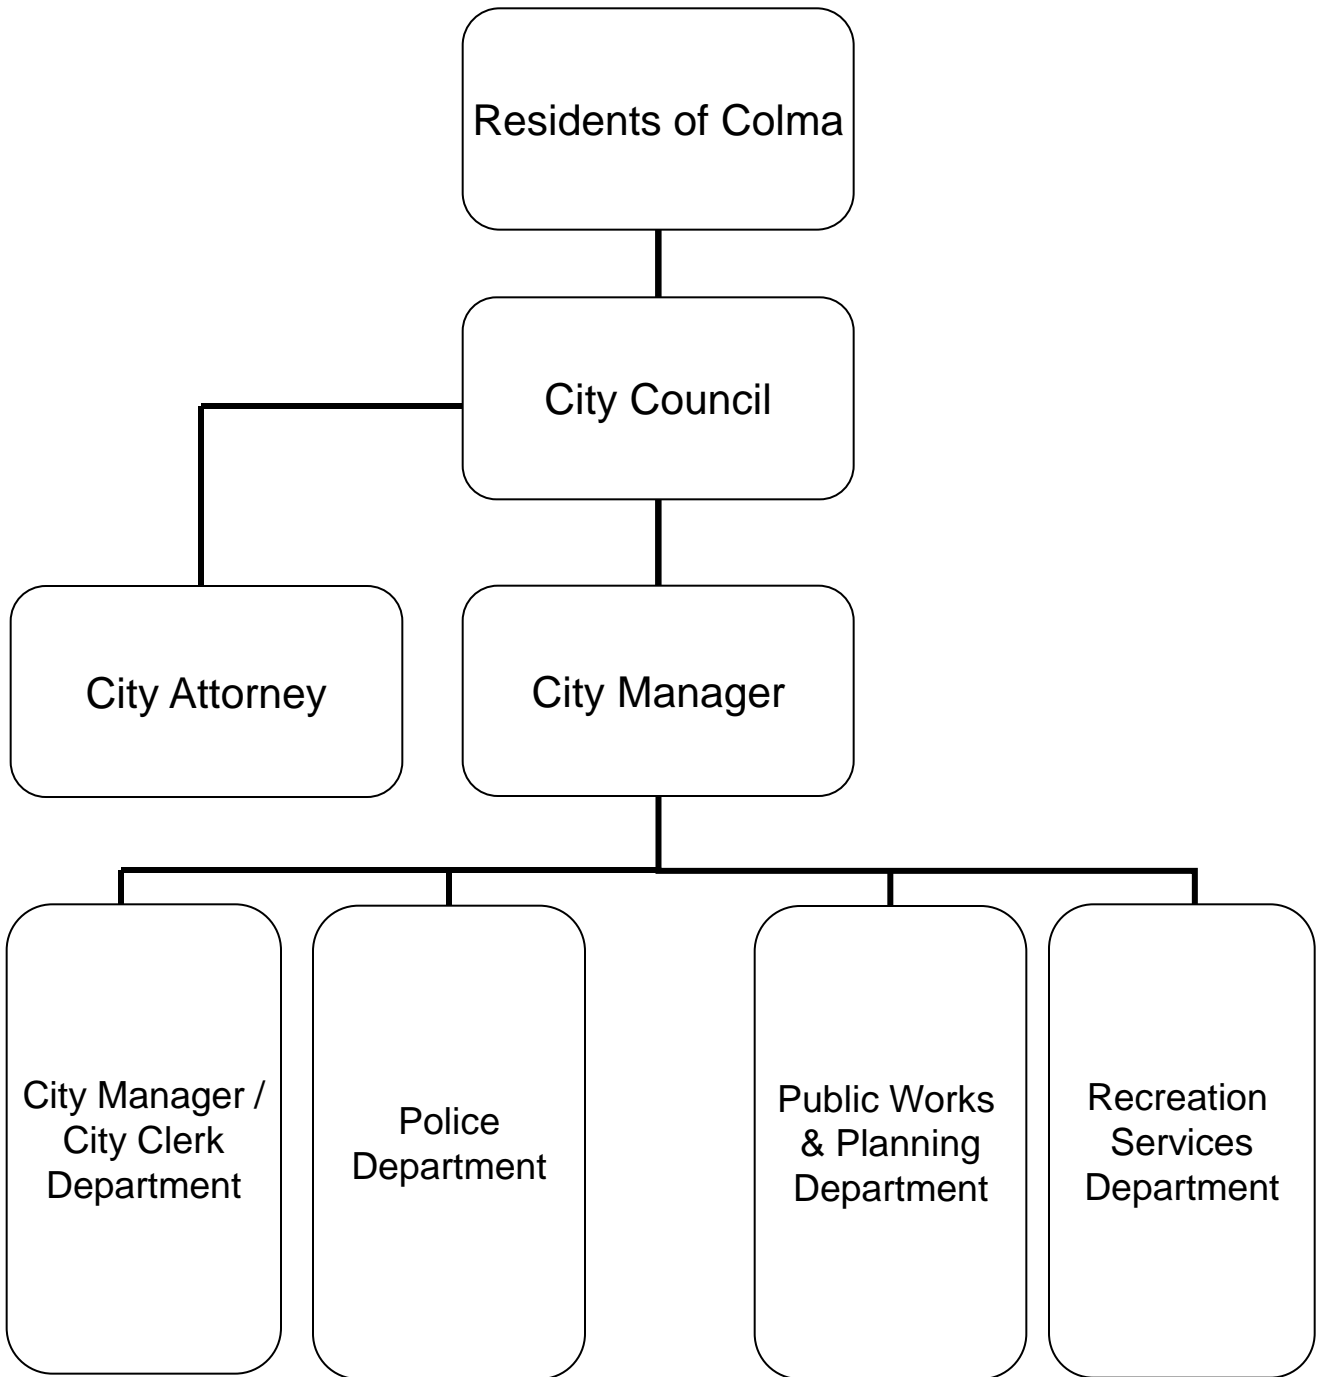 Residents of Colma
City Council
City Attorney
City Manager
City Manager /
City Clerk
Department
Police
Department
Public Works
& Planning
Department
Recreation
Services
Department